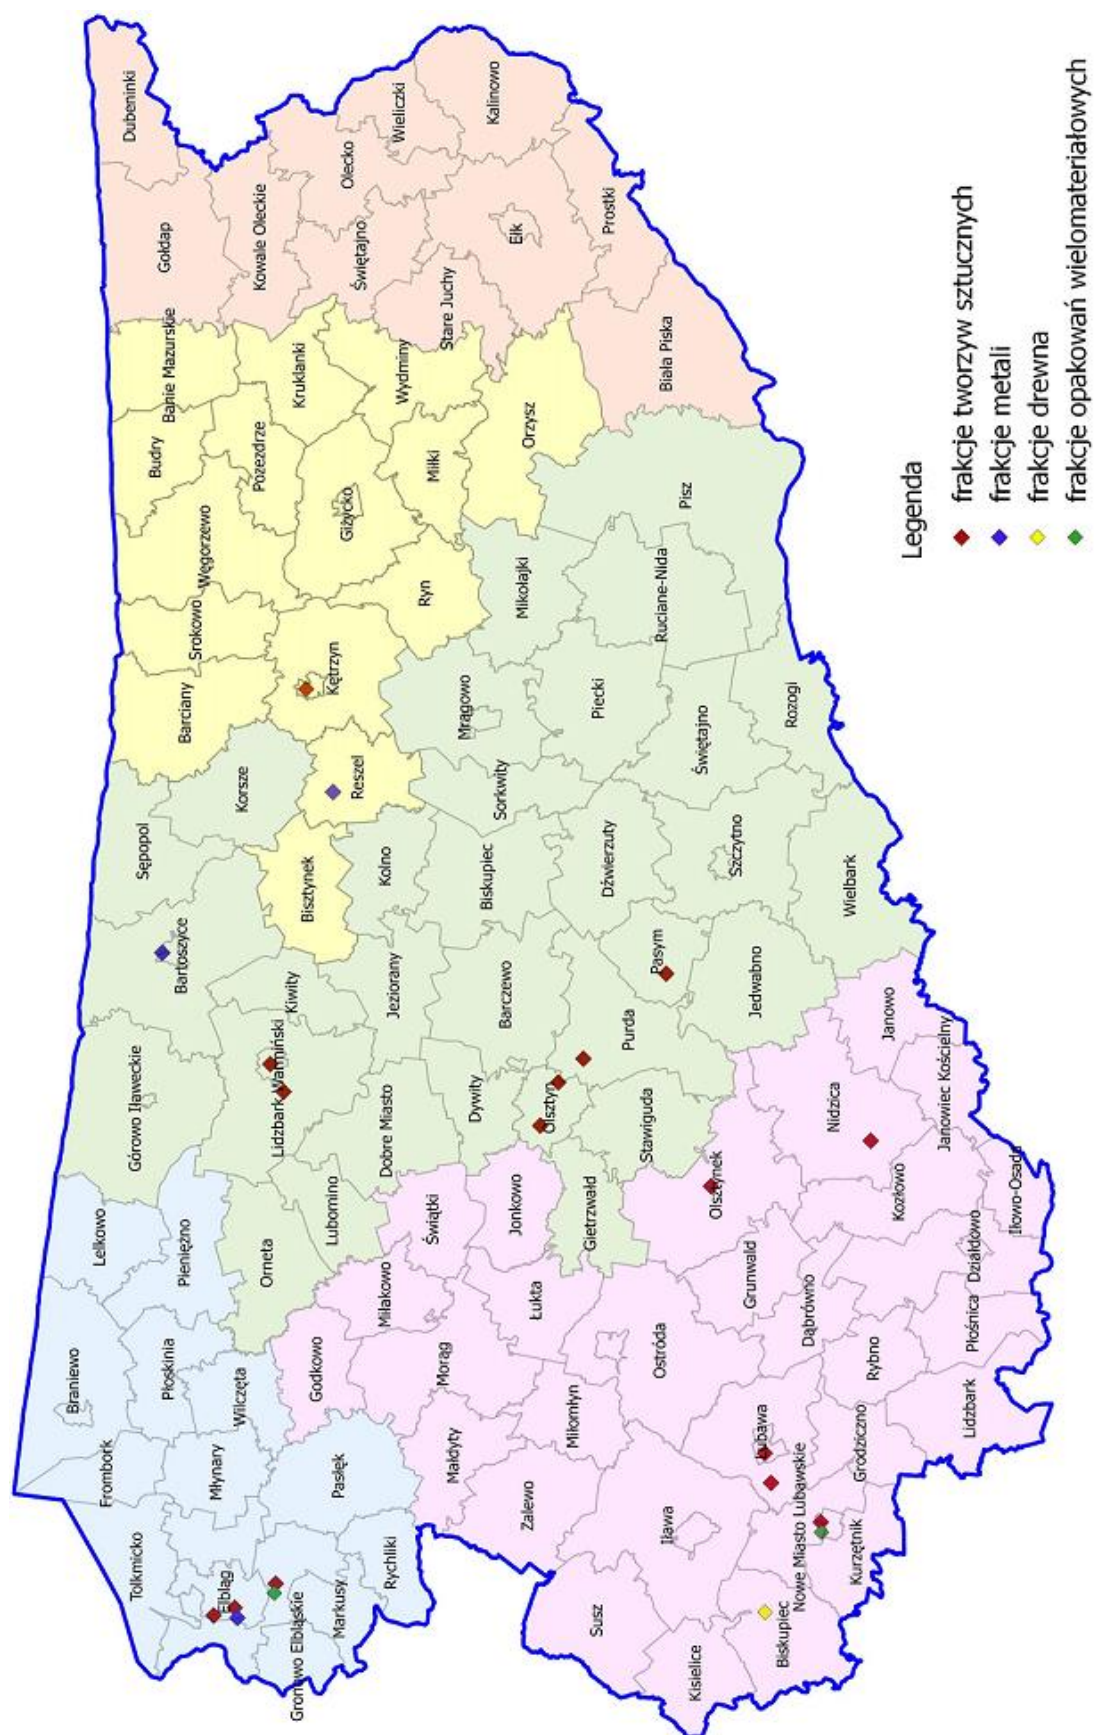 Dubeninki
Gołdap
Kowale Oleckie
Olecko
Wieliczki
Świętajno
Kalinowo
Ełk
Stare Juchy
Prostki
Biała Piska
Banie Mazurskie
Budry
Pozezdrze
Kruklanki
Wydminy
Węgorzewo
Giżycko
Miłki
Orzysz
Srokowo
Ryn
Barciany
Kętrzyn
Reszel
Bisztynek
Korsze
Sępopol
Bartoszyce
Górowo Iławeckie
Lidzbark Warmiński
Kiwity
Kolno
Jeziorany
Biskupiec
Sorkwity
Mrągowo
Mikołajki
Pisz
Ruciane-Nida
Piecki
Świętajno
Rozogi
Dźwierzuty
Szczytno
Wielbark
Barczewo
Pasym
Jedwabno
Purda
Dywity
Olsztyn
Dobre Miasto
Stawiguda
Gietrzwałd
Orneta
Lubomino
Lelkowo
Pieniężno
Braniewo
Płoskinia
Wilczęta
Frombork
Młynary
Pasłęk
Tolkmicko
Elbląg
Gronowo Elbląskie
Markusy
Rychliki
Godkowo
Miłakowo
Świątki
Jonkowo
Łukta
Morąg
Małdyty
Miłomłyn
Zalewo
Ostróda
Olsztynek
Grunwald
Dąbrówno
Nidzica
Janowo
Janowiec Kościelny
Kozłowo
Iłowo-Osada
Działdowo
Płośnica
Rybno
Lidzbark
Lubawa
Grodziczno
Iława
Nowe Miasto Lubawskie
Kurzętnik
Biskupiec
Susz
Kisielice
Legenda
frakcje tworzyw sztucznych
frakcje metali
frakcje drewna
frakcje opakowań wielomateriałowych